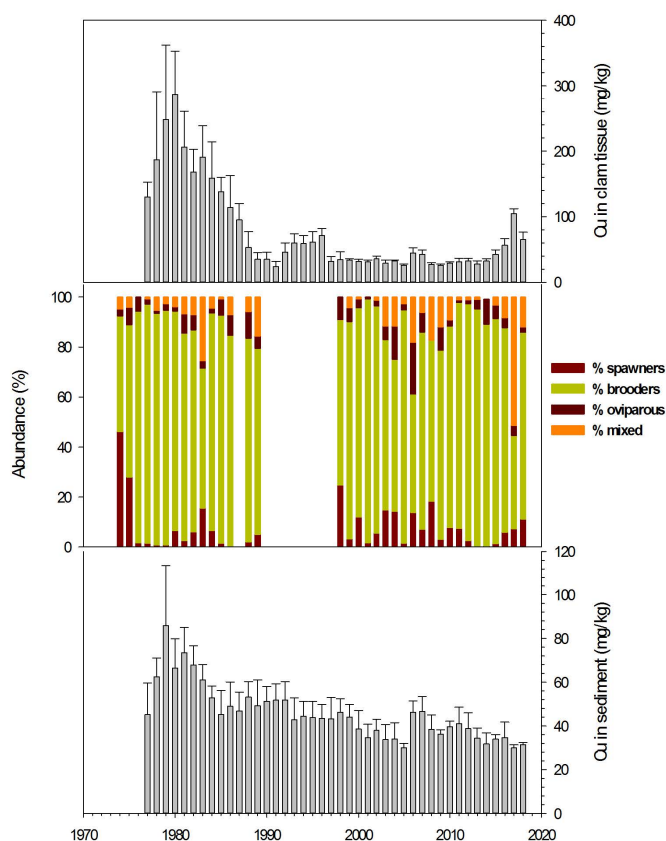 400
300
200
100
0
Cu in clam tissue (mg/kg)
100
80
60
40
20
0
Abundance (%)
% spawners
% brooders
% oviparous
% mixed
120
100
80
60
40
20
0
Cu in sediment (mg/kg)
1970 1980 1990 2000 2010 2020